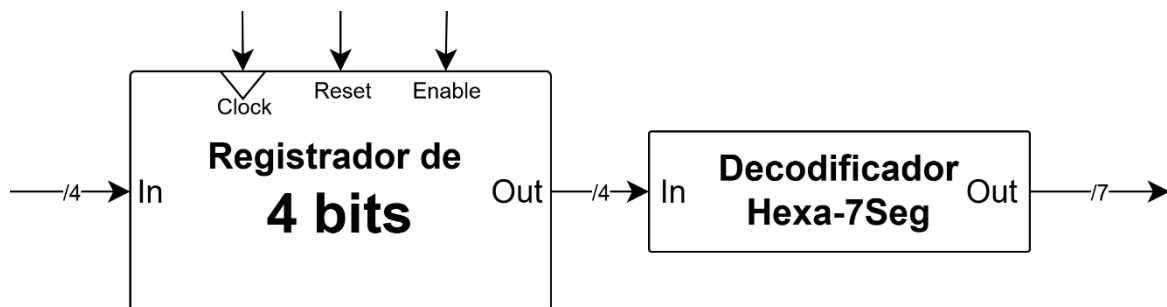 Clock
Reset
Enable
Registrador de
4 bits
/4
In
Out
/4
In
Decodificador
Hexa-7Seg
Out
/7